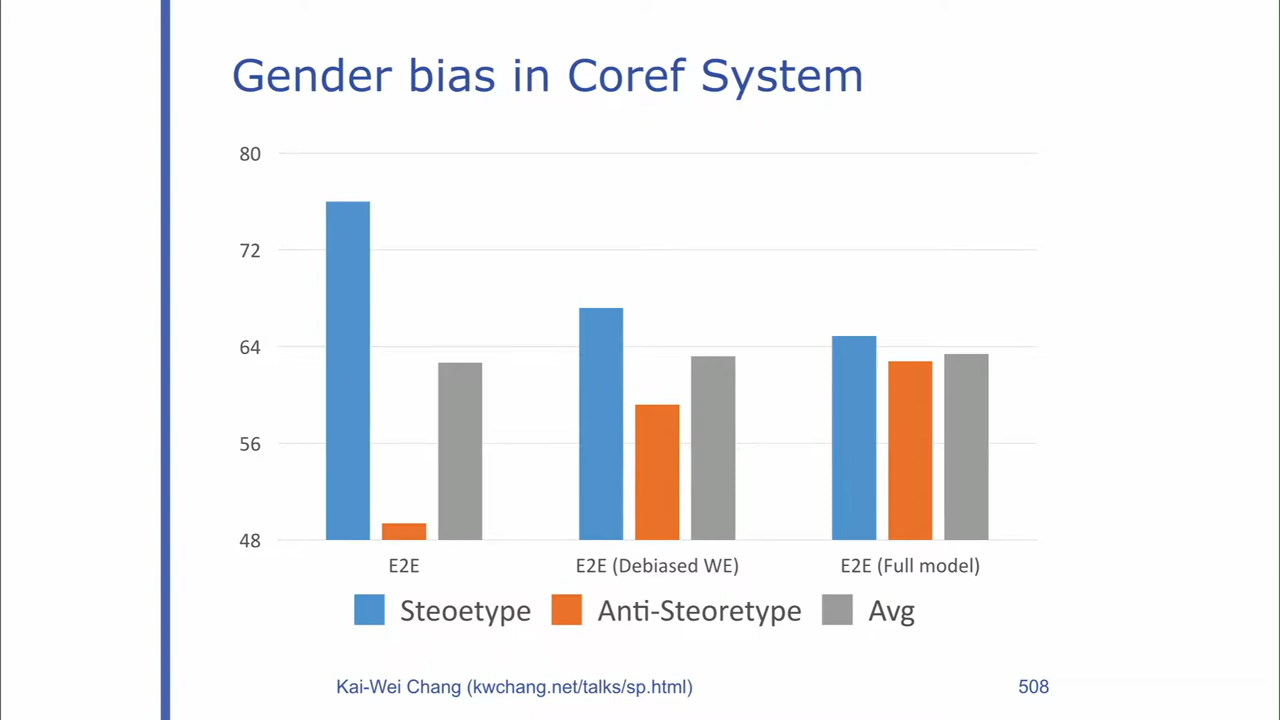 Gender bias in Coref System
80
72
64
56
48
E2E E2E (Debiased WE) E2E (Full model)
Steoetype Anti-Steoretype Avg
Kai-Wei Chang (kwchang.net/talks/sp.html) 508